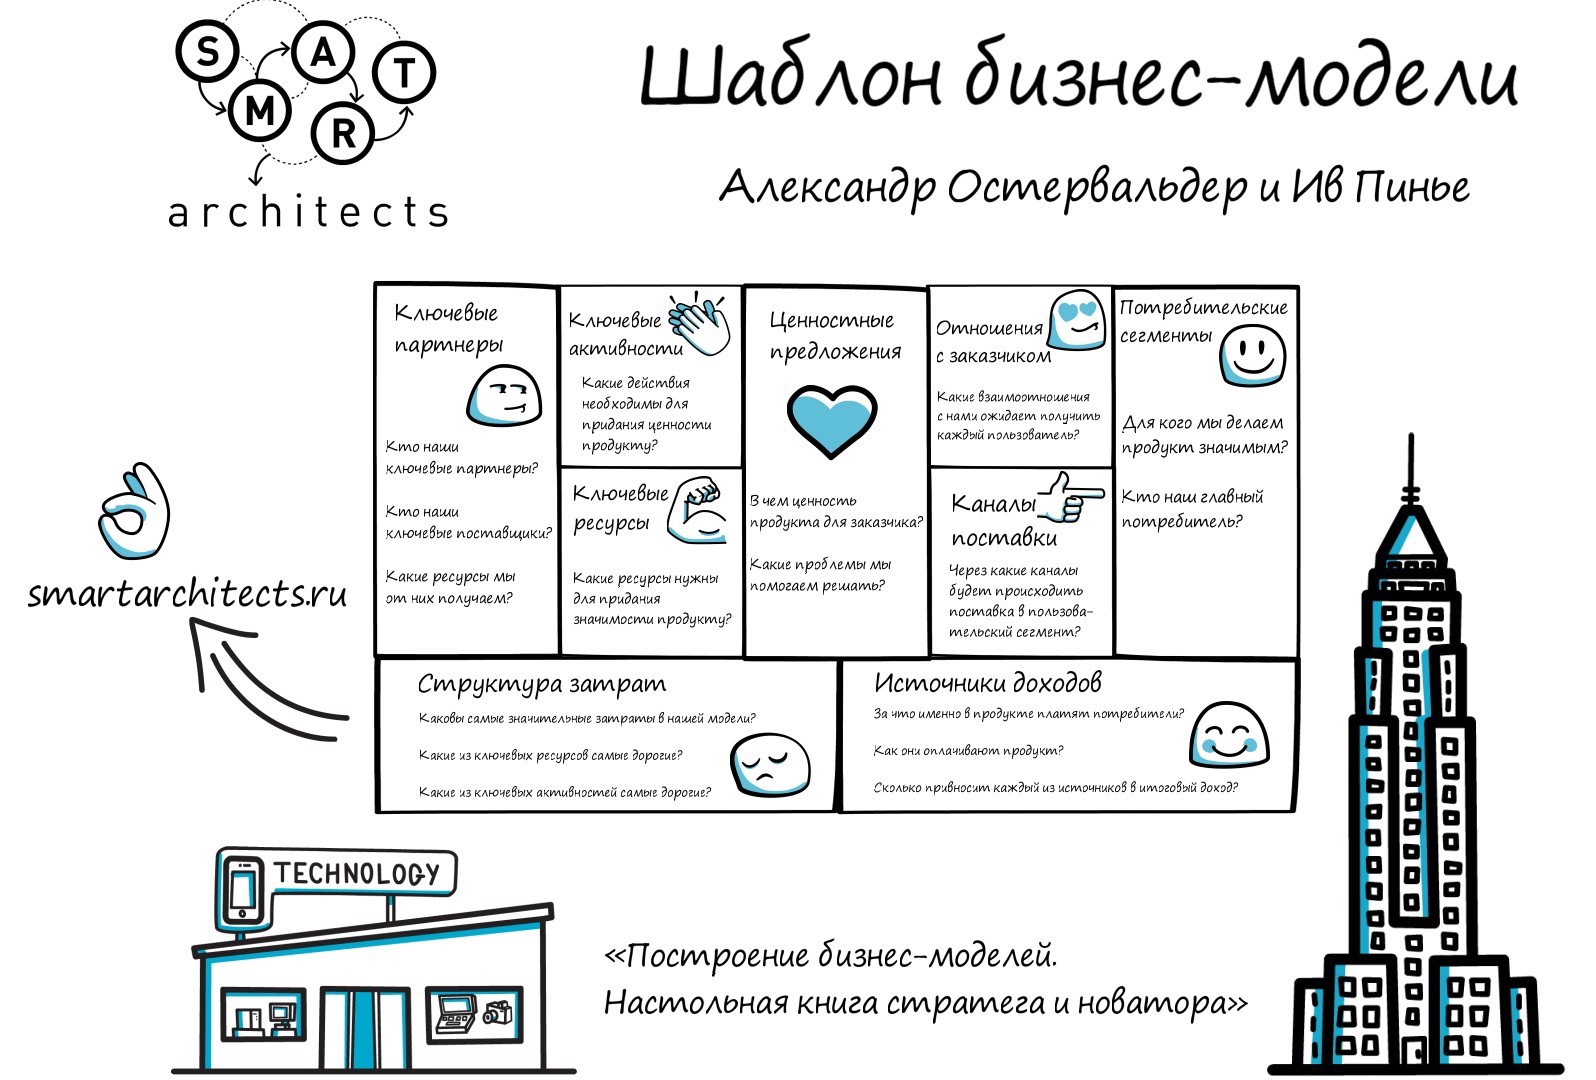 SMART
architects
Шаблон бизнес-модели
Александр Остервальдер и Ив Пинье
Ключевые
партнеры
Кто наши
ключевые партнеры?
Кто наши
ключевые поставщики?
Какие ресурсы мы
от них получаем?
Ключевые
активности
Какие действия
необходимы для
придания ценности
продукту?
Ключевые
ресурсы
Какие ресурсы нужны
для придания
значимости продукту?
Ценностные
предложения
В чем ценность
продукта для заказчика?
Какие проблемы мы
помогаем решать?
Отношения
с заказчиком
Какие взаимоотношения
с нами ожидает получить
каждый пользователь?
Каналы
поставки
Через какие каналы
будет происходить
поставка в пользова-
тельский сегмент?
Потребительские
сегменты
Для кого мы делаем
продукт значимым?
Кто наш главный
потребитель?
Структура затрат
Каковы самые значительные затраты в нашей модели?
Какие из ключевых ресурсов самые дорогие?
Какие из ключевых активностей самые дорогие?
Источники доходов
За что именно в продукте платят потребители?
Как они оплачивают продукт?
Сколько привносит каждый из источников в итоговый доход?
smartarchitects.ru
TECHNOLOGY
«Построение бизнес-моделей.
Настольная книга стратега и новатора»